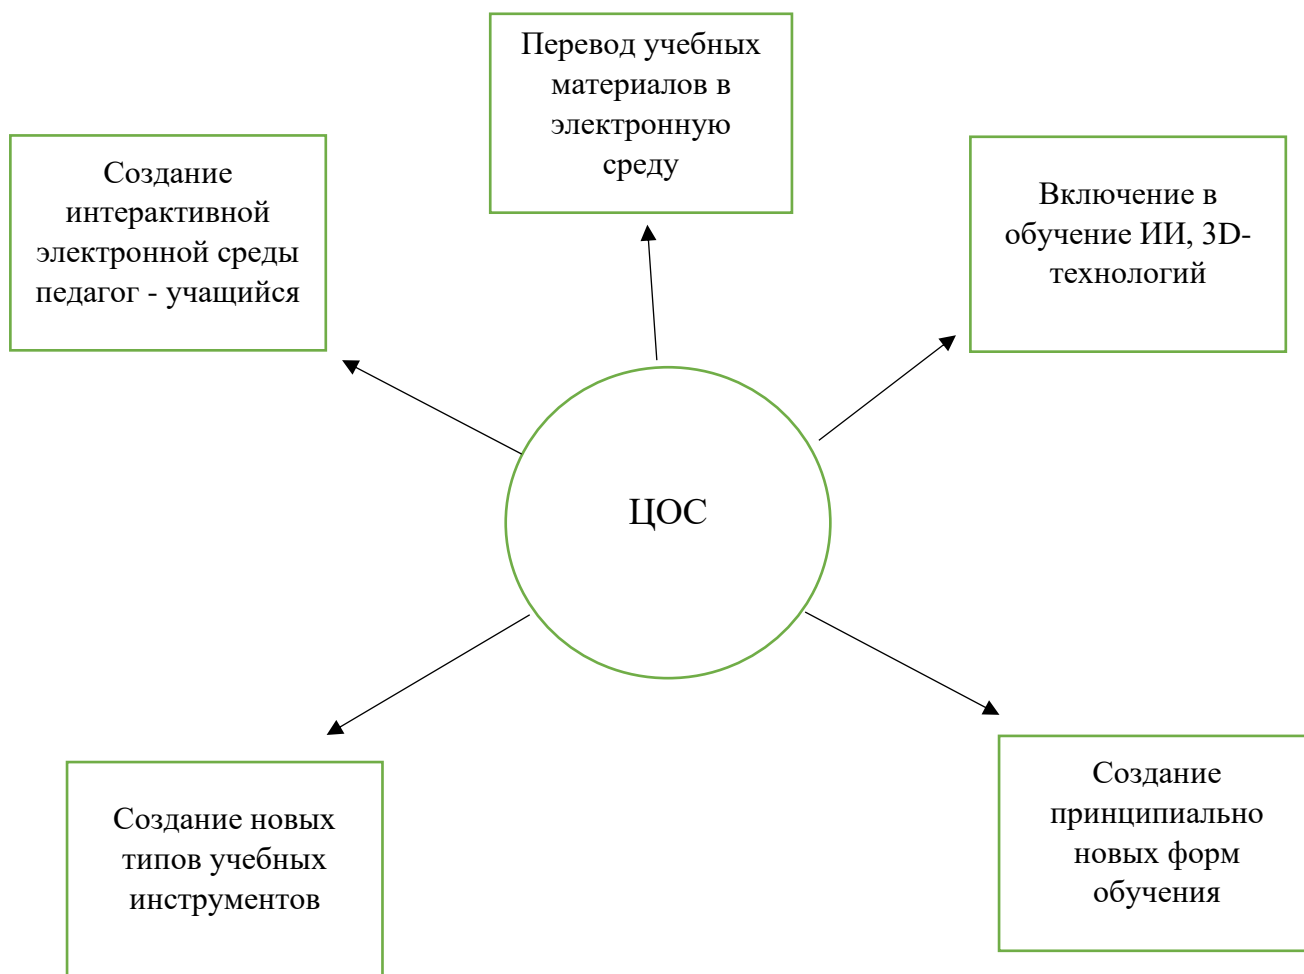 Перевод учебных
материалов в
электронную
среду
Создание
интерактивной
электронной среды
педагог - учащийся
Включение в
обучение ИИ, 3D-
технологий
ЦОС
Создание новых
типов учебных
инструментов
Создание
принципиально
новых форм
обучения